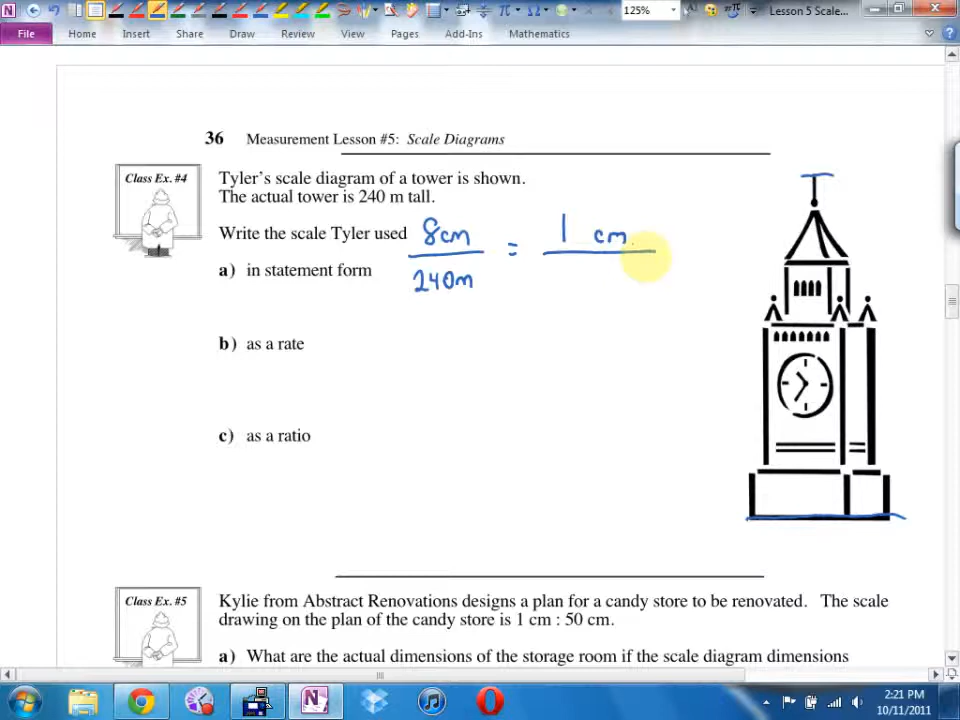 125%
Lesson 5 Scale...
File Home Insert Share Draw Review View Pages Add-Ins Mathematics
36 Measurement Lesson #5: Scale Diagrams
Class Ex. #4
Tyler's scale diagram of a tower is shown.
The actual tower is 240 m tall.
Write the scale Tyler used 8cm = 1 cm
a) in statement form 240m
b) as a rate
c) as a ratio
Class Ex. #5
Kylie from Abstract Renovations designs a plan for a candy store to be renovated. The scale
drawing on the plan of the candy store is 1 cm : 50 cm.
a) What are the actual dimensions of the storage room if the scale diagram dimensions
2:21 PM
10/11/2011